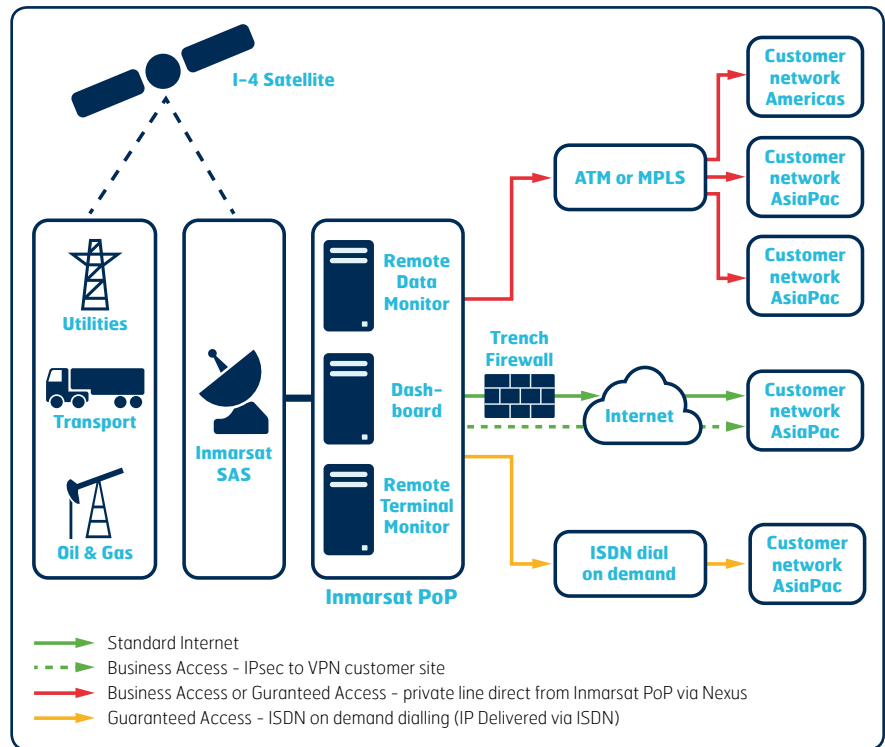 I-4 Satellite
Utilities
Transport
Oil & Gas
Inmarsat
SAS
Remote
Data
Monitor
Dash-
board
Remote
Terminal
Monitor
Inmarsat PoP
ATM or MPLS
Trench
Firewall
Internet
ISDN dial
on demand
Customer
network
Americas
Customer
network
AsiaPac
Customer
network
AsiaPac
Customer
network
AsiaPac
Customer
network
AsiaPac
Standard Internet
Business Access - IPsec to VPN customer site
Business Access or Guranteed Access - private line direct from Inmarsat PoP via Nexus
Guaranteed Access - ISDN on demand dialling (IP Delivered via ISDN)